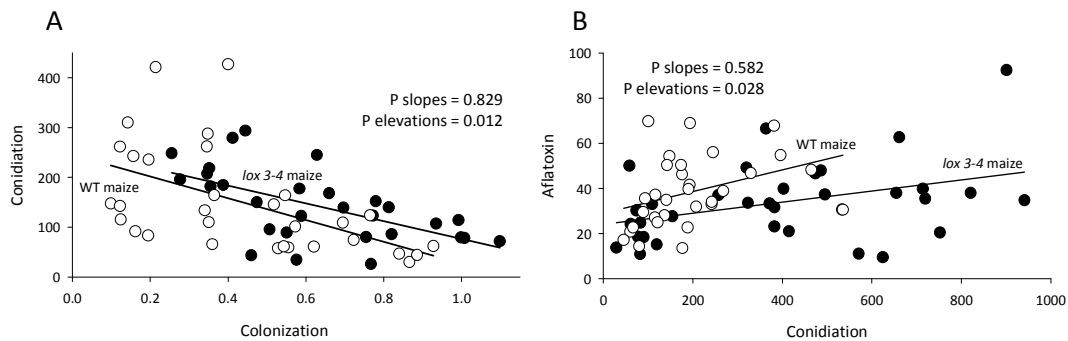 A
400
300
200
100
0
Conidiation
P slopes = 0.829
P elevations = 0.012
lox 3-4 maize
WT maize
0.0 0.2 0.4 0.6 0.8 1.0
Colonization
B
100
80
60
40
20
0
Aflatoxin
P slopes = 0.582
P elevations = 0.028
WT maize
lox 3-4 maize
0 200 400 600 800 1000
Conidiation